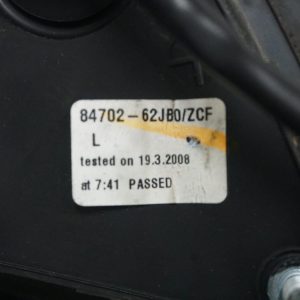 84702-62JB0/ZCF
L
tested on 19.3.2008
at 7:41 PASSED